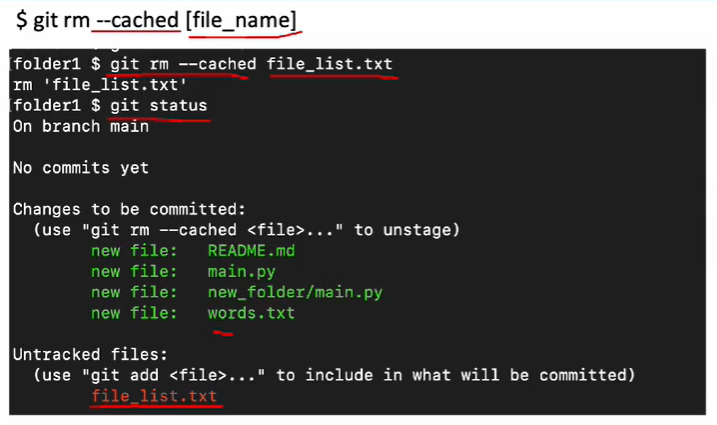 $ git rm --cached [file_name]
folder1 $ git rm --cached file_list.txt
rm 'file_list.txt'
folder1 $ git status
On branch main
No commits yet
Changes to be committed:
(use "git rm --cached <file>..." to unstage)
new file: README.md
new file: main.py
new file: new_folder/main.py
new file: words.txt
Untracked files:
(use "git add <file>..." to include in what will be committed)
file_list.txt